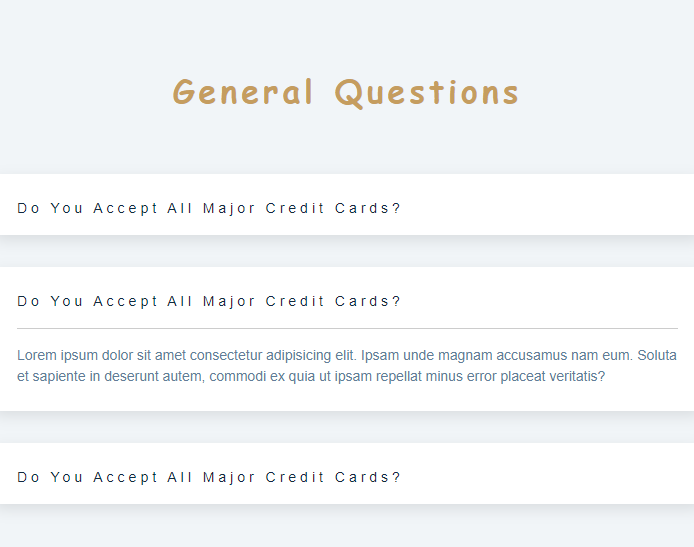 General Questions
Do You Accept All Major Credit Cards?
Do You Accept All Major Credit Cards?
Lorem ipsum dolor sit amet consectetur adipisicing elit. Ipsam unde magnam accusamus nam eum. Soluta
et sapiente in deserunt autem, commodi ex quia ut ipsam repellat minus error placeat veritatis?
Do You Accept All Major Credit Cards?